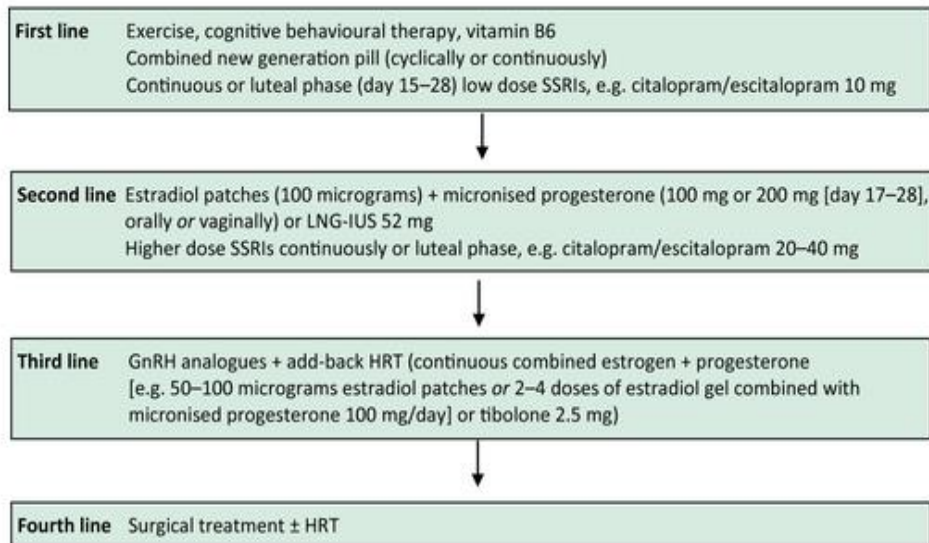 First line Exercise, cognitive behavioural therapy, vitamin B6
Combined new generation pill (cyclically or continuously)
Continuous or luteal phase (day 15–28) low dose SSRIs, e.g. citalopram/escitalopram 10 mg
Second line Estradiol patches (100 micrograms) + micronised progesterone (100 mg or 200 mg [day 17–28],
orally or vaginally) or LNG-IUS 52 mg
Higher dose SSRIs continuously or luteal phase, e.g. citalopram/escitalopram 20–40 mg
Third line GnRH analogues + add-back HRT (continuous combined estrogen + progesterone
[e.g. 50–100 micrograms estradiol patches or 2–4 doses of estradiol gel combined with
micronised progesterone 100 mg/day] or tibolone 2.5 mg)
Fourth line Surgical treatment ± HRT